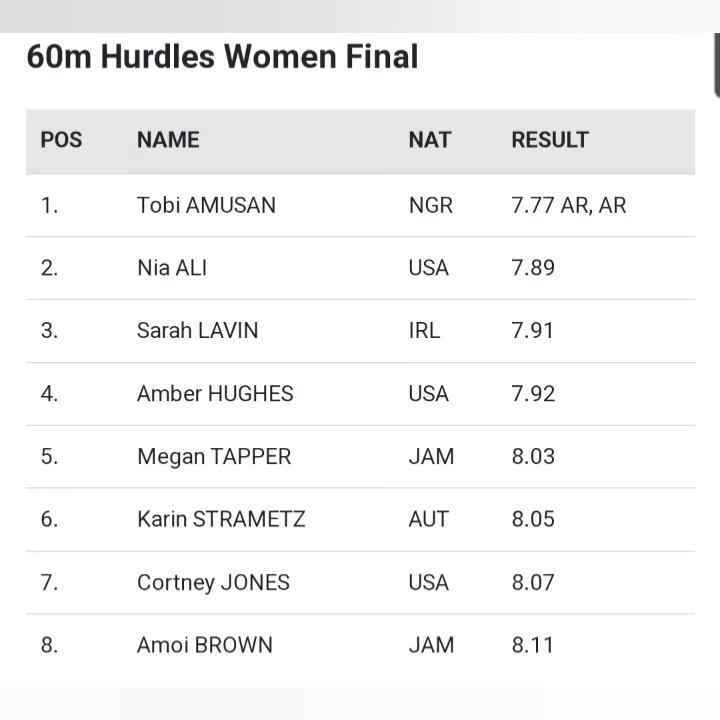 60m Hurdles Women Final
POS NAME NAT RESULT
1. Tobi AMUSAN NGR 7.77 AR, AR
2. Nia ALI USA 7.89
3. Sarah LAVIN IRL 7.91
4. Amber HUGHES USA 7.92
5. Megan TAPPER JAM 8.03
6. Karin STRAMETZ AUT 8.05
7. Cortney JONES USA 8.07
8. Amoi BROWN JAM 8.11